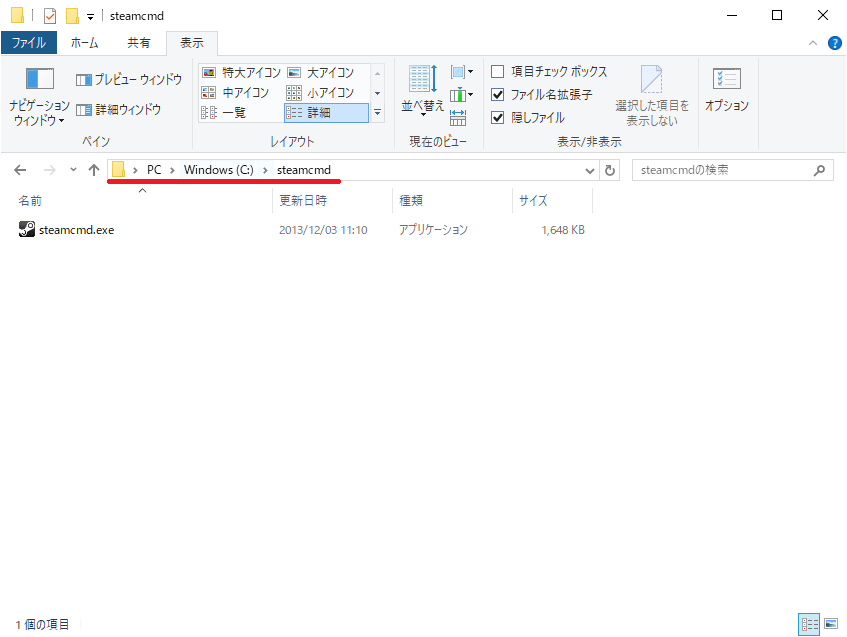 steamcmd
ファイル ホーム 共有 表示
ナビゲーション
ウィンドウ
プレビュー ウィンドウ
詳細ウィンドウ
ペイン
特大アイコン 大アイコン
中アイコン 小アイコン
一覧 詳細
レイアウト
並べ替え
現在のビュー
項目チェック ボックス
ファイル名拡張子
隠しファイル
選択した項目を
表示しない
表示/非表示
オプション
PC Windows (C:) steamcmd
steamcmdの検索
名前 更新日時 種類 サイズ
steamcmd.exe 2013/12/03 11:10 アプリケーション 1,648 KB
1 個の項目